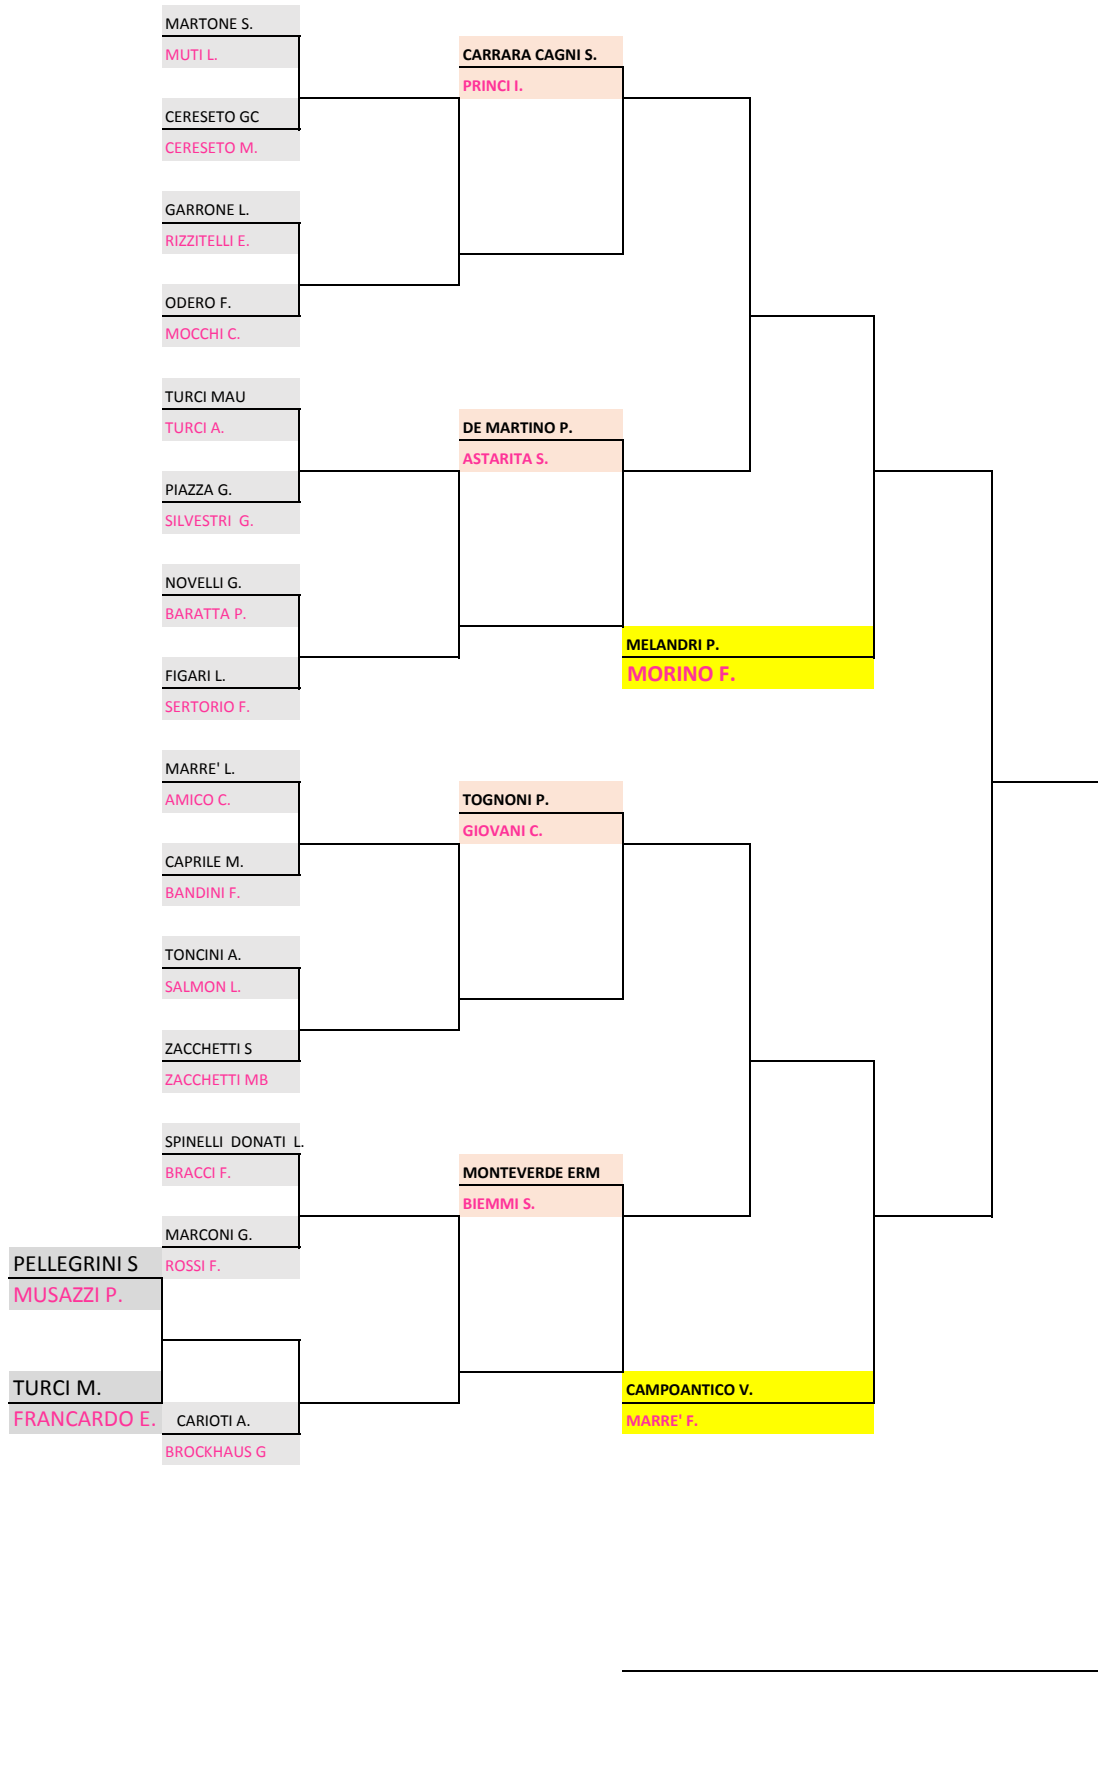 MARTONE S.
MUTI L.
CARRARA CAGNI S.
PRINCI I.
CERESETO GC
CERESETO M.
GARRONE L.
RIZZITELLI E.
ODERO F.
MOCCHI C.
TURCI MAU
TURCI A.
DE MARTINO P.
ASTARITA S.
PIAZZA G.
SILVESTRI  G.
NOVELLI G.
BARATTA P.
MELANDRI P.
MORINO F.
FIGARI L.
SERTORIO F.
MARRE' L.
AMICO C.
TOGNONI P.
GIOVANI C.
CAPRILE M.
BANDINI F.
TONCINI A.
SALMON L.
ZACCHETTI S
ZACCHETTI MB
SPINELLI  DONATI  L.
BRACCI F.
MONTEVERDE ERM
BIEMMI S.
MARCONI G.
ROSSI F.
PELLEGRINI S
MUSAZZI P.
TURCI M.
FRANCARDO E.
CAMPOANTICO V.
MARRE' F.
CARIOTI A.
BROCKHAUS G